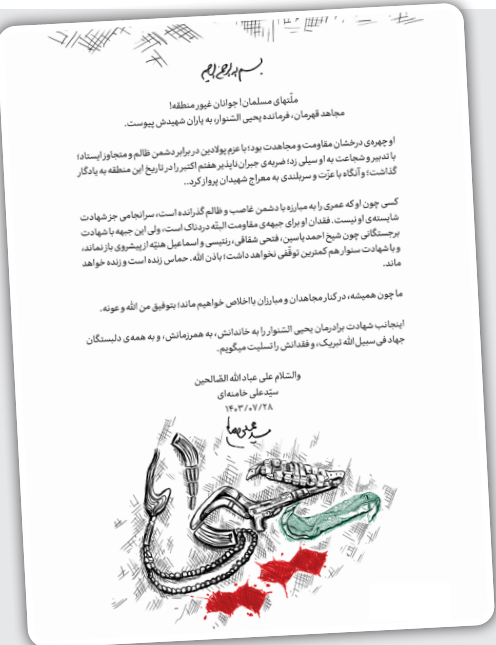 بسم الله الرحمن الرحیم
ملّتهای مسلمان! جوانان غیور منطقه!
مجاهد قهرمان، فرمانده یحیی السّنوار، به یاران شهیدش پیوست.
او چهره‌ی درخشان مقاومت و مجاهدت بود؛ با عزم پولادین در برابر دشمن ظالم و متجاوز ایستاد؛
با تدبیر و شجاعت به او سیلی زد؛ ضربه‌ی جبران‌ناپذیر هفتم اکتبر را در تاریخ این منطقه به یادگار
گذاشت؛ و آنگاه با عزّت و سربلندی به معراج شهیدان پرواز کرد..
کسی چون او که عمری را به مبارزه با دشمن غاصب و ظالم گذرانده است، سرانجامی جز شهادت
شایسته‌ی او نیست. فقدان او برای جبهه‌ی مقاومت البتّه دردناک است، ولی این جبهه با شهادت
برجستگانی چون شیخ احمد یاسین، فتحی شقاقی، رنتیسی و اسماعیل هنیّه از پیشروی باز نماند،
و با شهادت سنوار هم کمترین توقّفی نخواهد داشت؛ باذن الله. حماس زنده است و زنده خواهد
ماند.
ما چون همیشه، در کنار مجاهدان و مبارزان بااخلاص خواهیم ماند؛ بتوفیق من الله و عونه.
اینجانب شهادت برادرمان یحیی السّنوار را به خاندانش، به همرزمانش، و به همه‌ی دلبستگان
جهاد فی سبیل الله تبریک، و فقدانش را تسلیت میگویم.
والسّلام علی عباد الله الصّالحین
سیّدعلی خامنه‌ای
۱۴۰۳/۰۷/۲۸